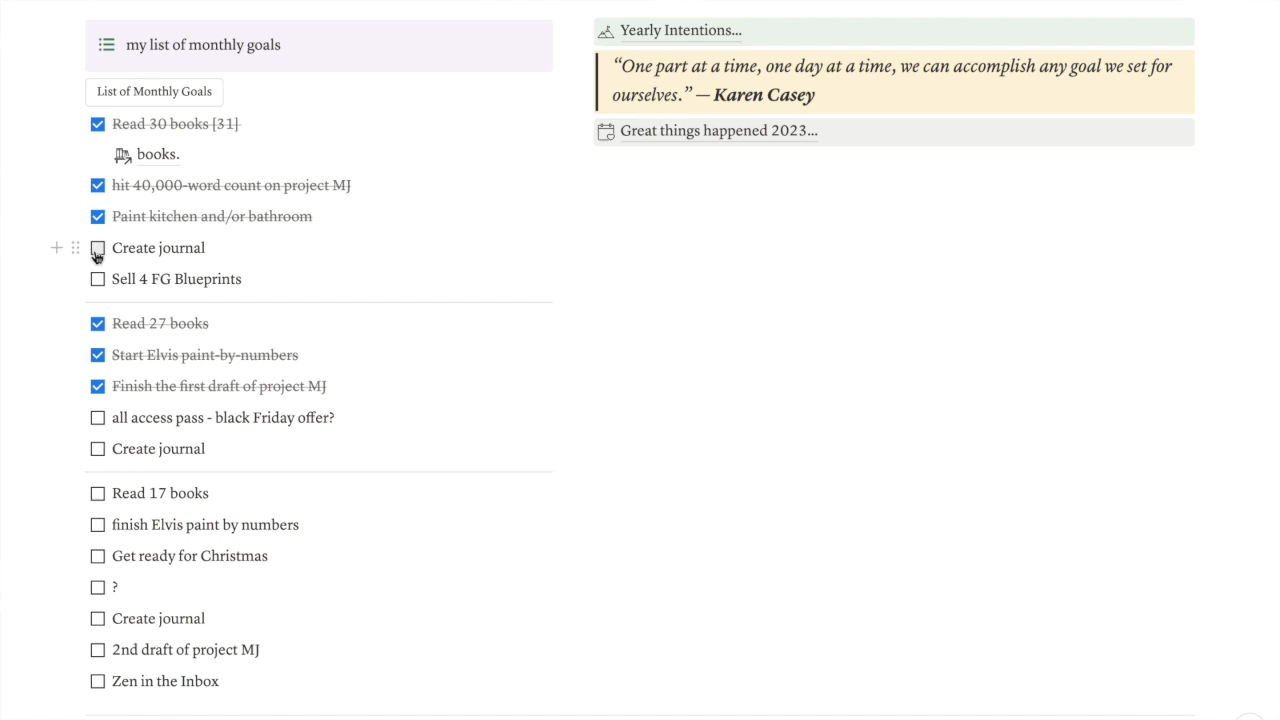 my list of monthly goals
List of Monthly Goals
Read 30 books [31]
books.
hit 40,000-word count on project MJ
Paint kitchen and/or bathroom
Create journal
Sell 4 FG Blueprints
Read 27 books
Start Elvis paint-by-numbers
Finish the first draft of project MJ
all access pass - black Friday offer?
Create journal
Read 17 books
finish Elvis paint by numbers
Get ready for Christmas
?
Create journal
2nd draft of project MJ
Zen in the Inbox
Yearly Intentions...
“One part at a time, one day at a time, we can accomplish any goal we set for
ourselves.” — Karen Casey
Great things happened 2023...